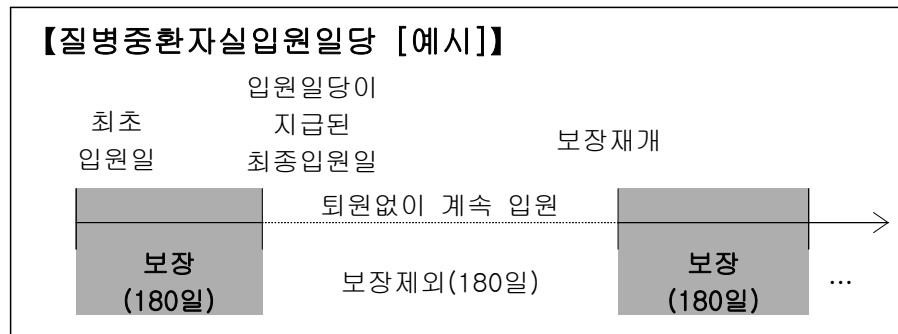 【질병중환자실입원일당 [예시]】
최초
입원일
입원일당이
지급된
최종입원일
보장재개
퇴원없이 계속 입원
보장
(180일)
보장제외(180일)
보장
(180일)
…